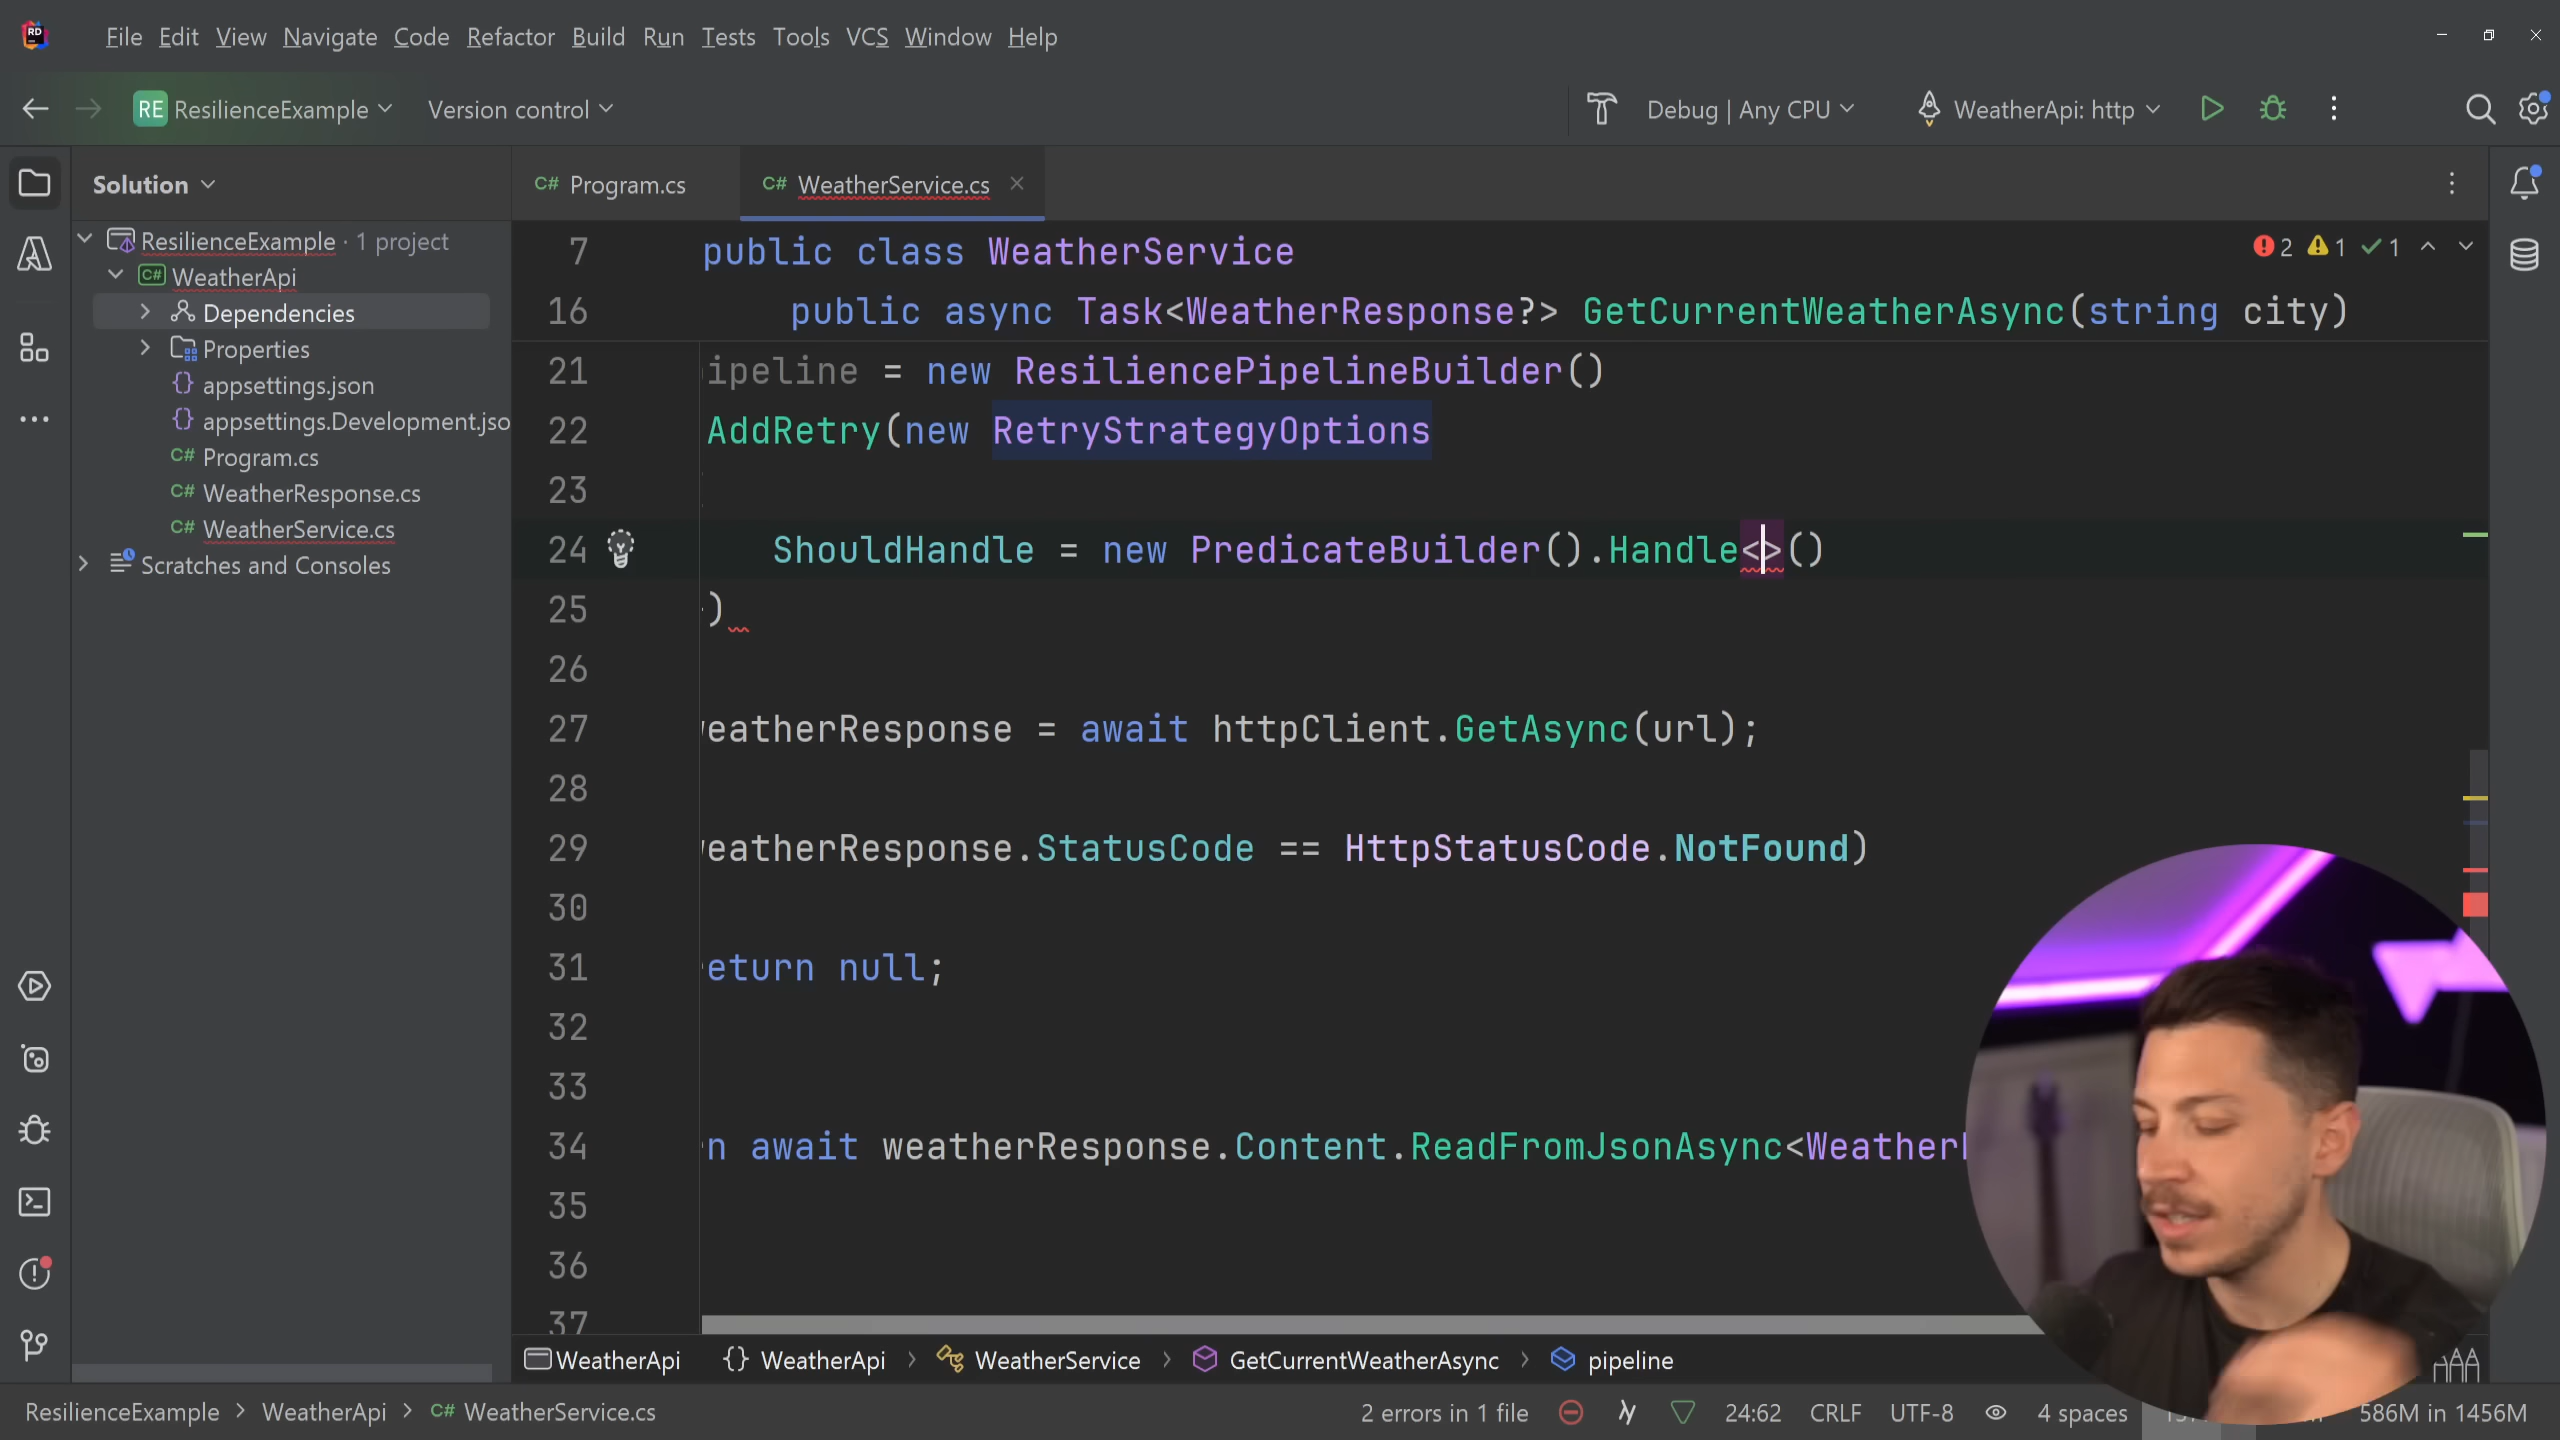 RD File Edit View Navigate Code Refactor Build Run Tests Tools VCS Window Help
RE ResilienceExample Version control Debug | Any CPU WeatherApi: http
Solution
C# Program.cs C# WeatherService.cs
ResilienceExample · 1 project
C# WeatherApi
Dependencies
Properties
{} appsettings.json
{} appsettings.Development.jso
C# Program.cs
C# WeatherResponse.cs
C# WeatherService.cs
Scratches and Consoles
2 1 1
7 public class WeatherService
16 public async Task<WeatherResponse?> GetCurrentWeatherAsync(string city)
21 ipeline = new ResiliencePipelineBuilder()
22 AddRetry(new RetryStrategyOptions
23
24 ShouldHandle = new PredicateBuilder().Handle<>()
25 )
26
27 eatherResponse = await httpClient.GetAsync(url);
28
29 eatherResponse.StatusCode == HttpStatusCode.NotFound)
30
31 eturn null;
32
33
34 n await weatherResponse.Content.ReadFromJsonAsync<Weather
35
36
37
WeatherApi {} WeatherApi > WeatherService > GetCurrentWeatherAsync > pipeline
ResilienceExample > WeatherApi > C# WeatherService.cs 2 errors in 1 file 24:62 CRLF UTF-8 4 spaces 586M in 1456M